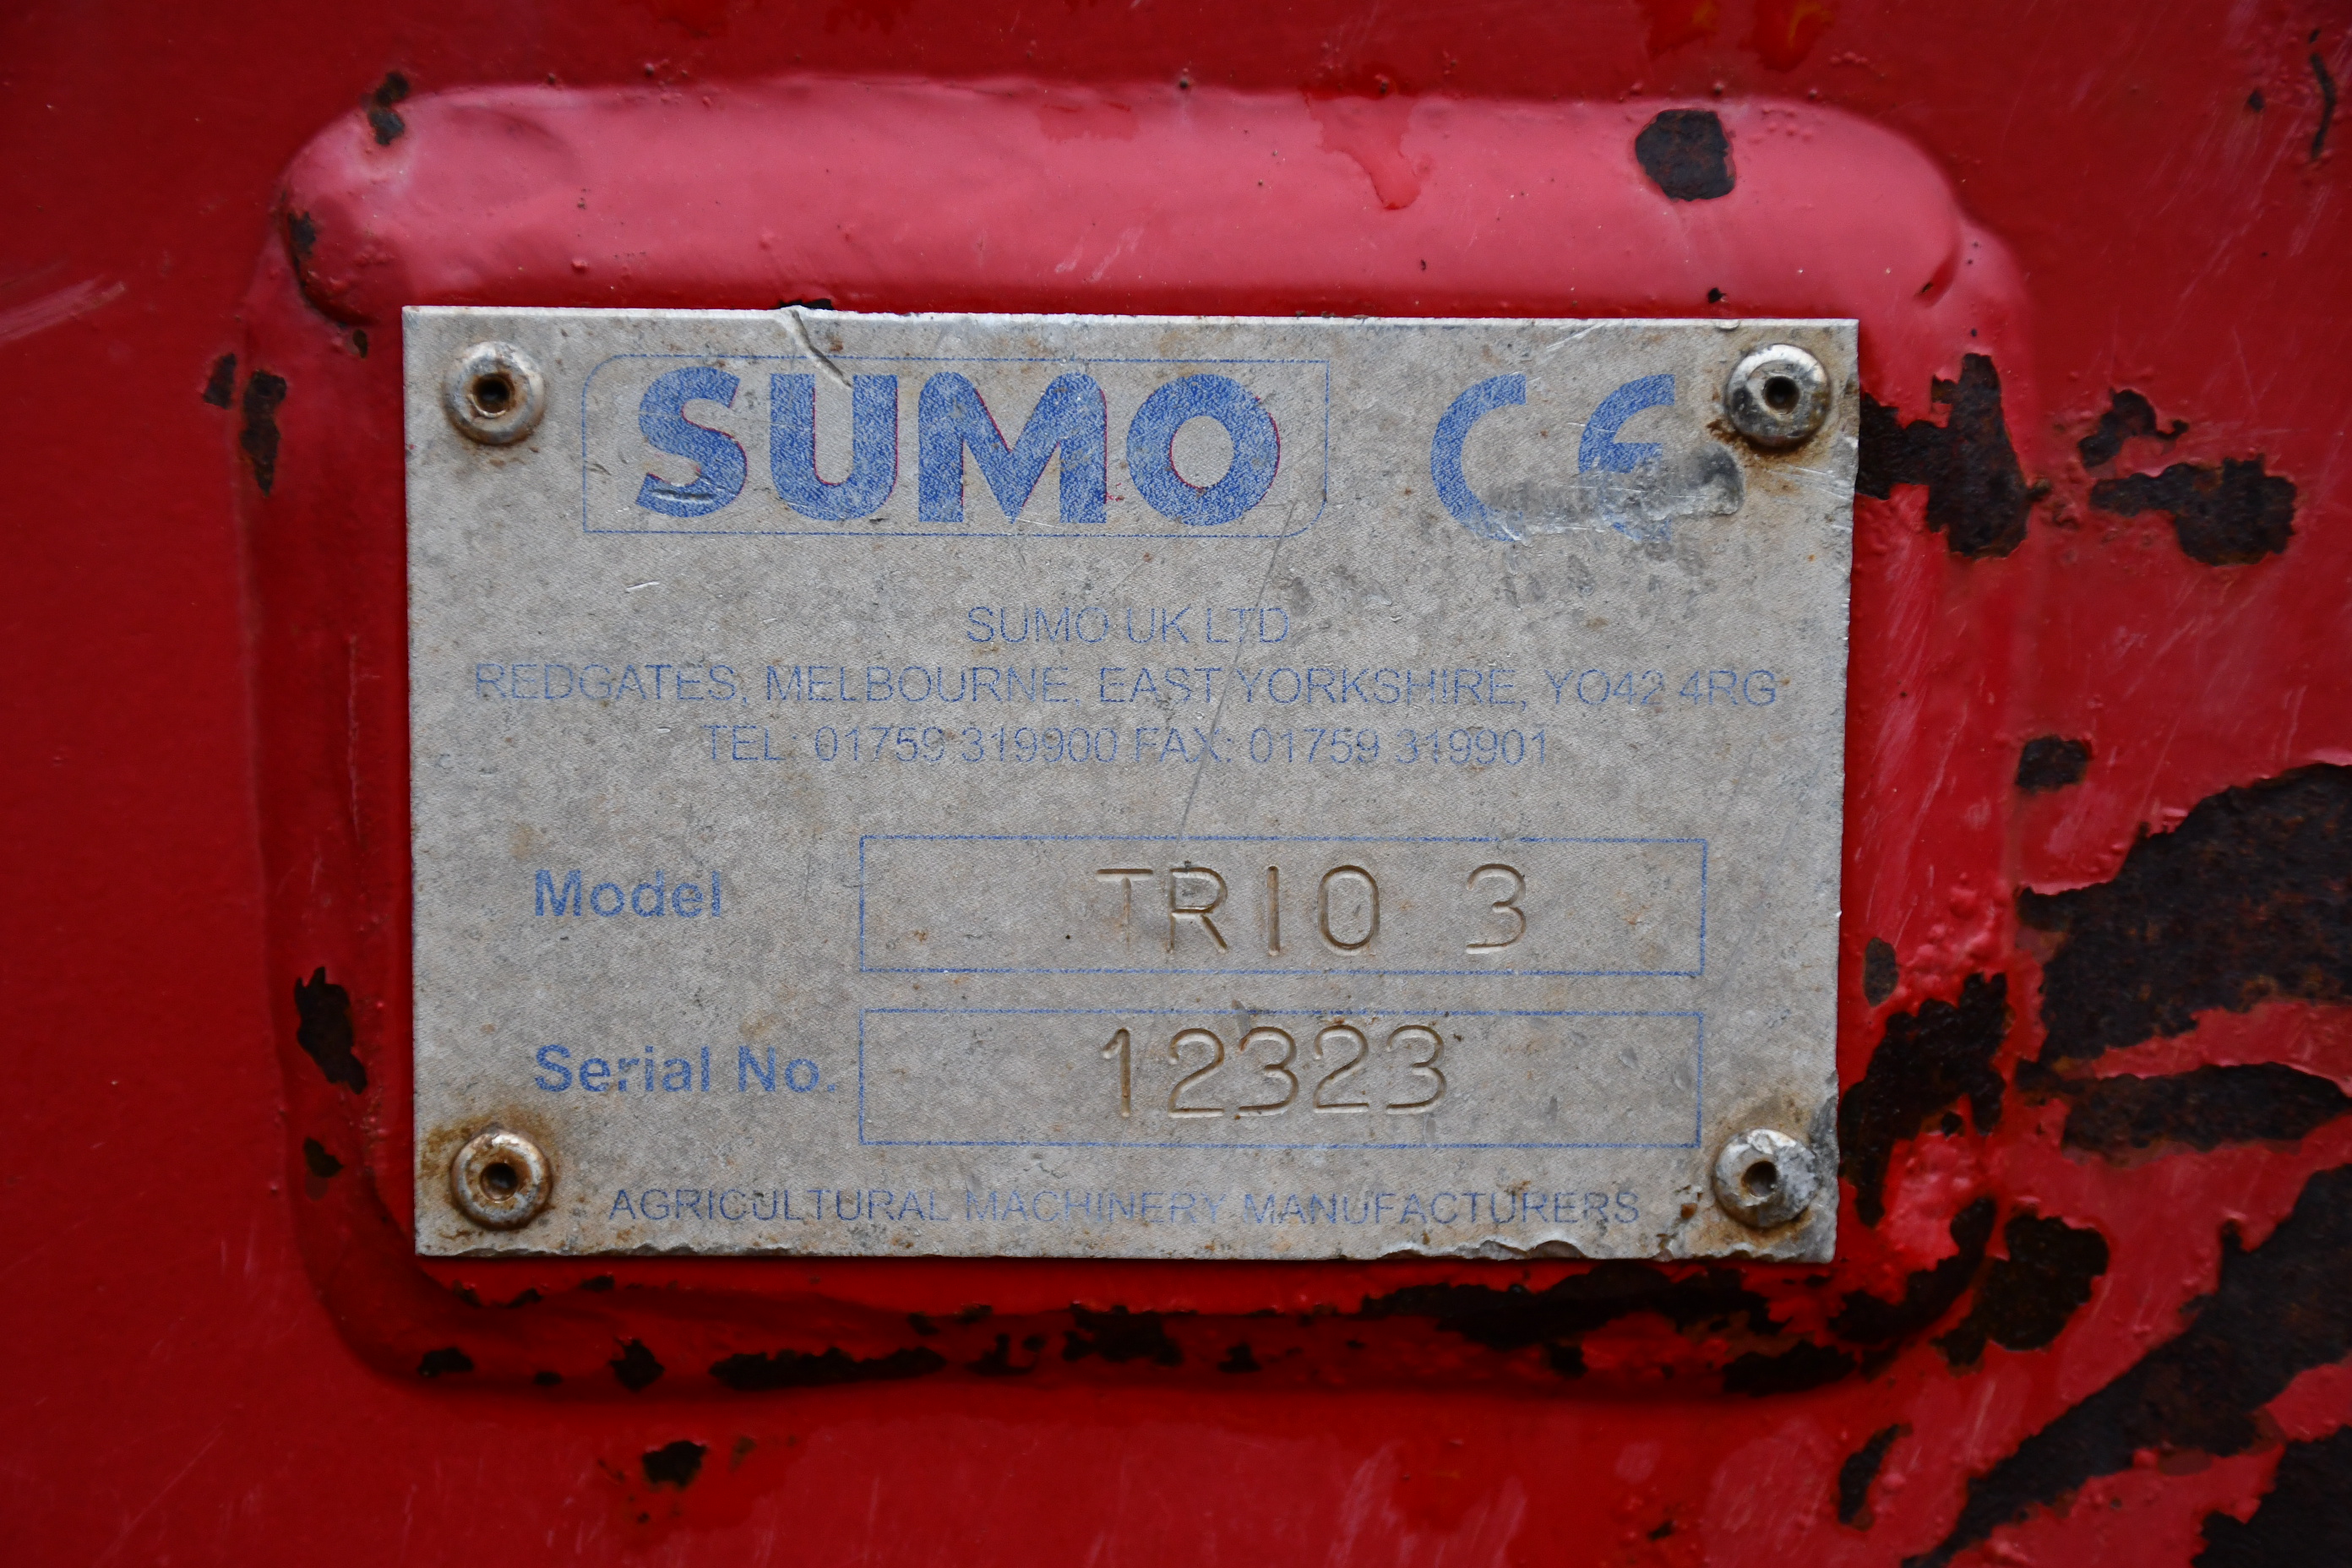 SUMO CE
SUMO UK LTD
REDGATES, MELBOURNE, EAST YORKSHIRE, YO42 4RG
TEL: 01759 319900 FAX: 01759 319901
Model TRIO 3
Serial No. 12323
AGRICULTURAL MACHINERY MANUFACTURERS